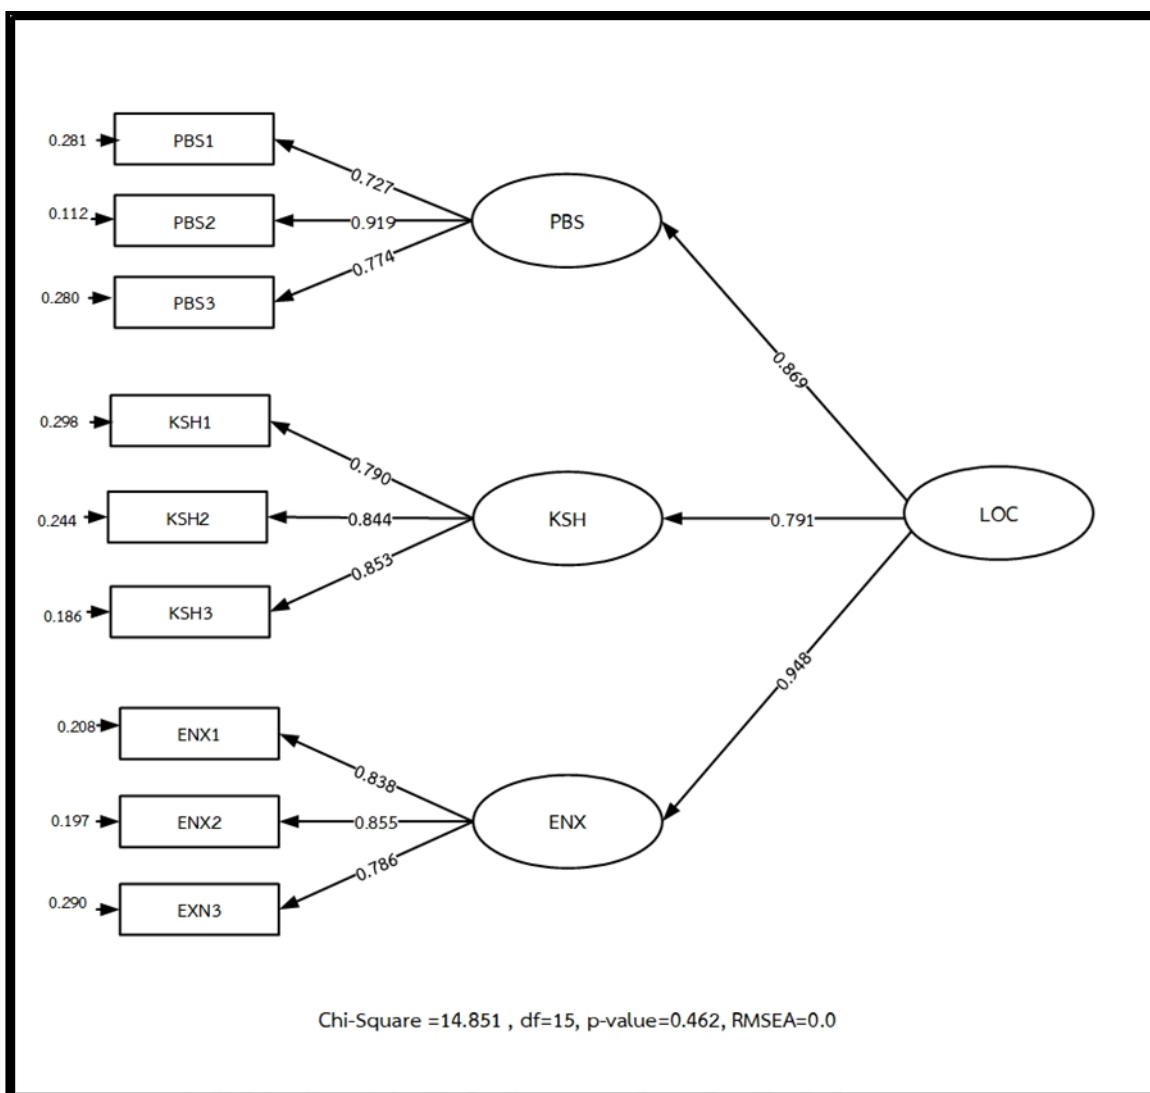 0.281
PBS1
0.727
0.112
PBS2
0.919
PBS
0.280
PBS3
0.774
0.869
0.298
KSH1
0.790
0.244
KSH2
0.844
KSH
0.791
LOC
0.186
KSH3
0.853
0.948
0.208
ENX1
0.838
0.197
ENX2
0.855
ENX
0.290
EXN3
0.786
Chi-Square =14.851 , df=15, p-value=0.462, RMSEA=0.0